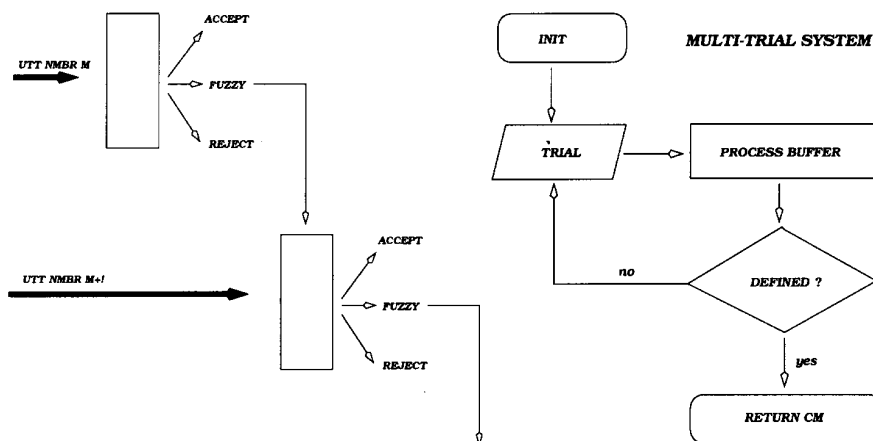 ACCEPT
UTT NMBR M
FUZZY
REJECT
UTT NMBR M+!
ACCEPT
FUZZY
REJECT
MULTI-TRIAL SYSTEM
INIT
TRIAL
PROCESS BUFFER
DEFINED ?
no
yes
RETURN CM